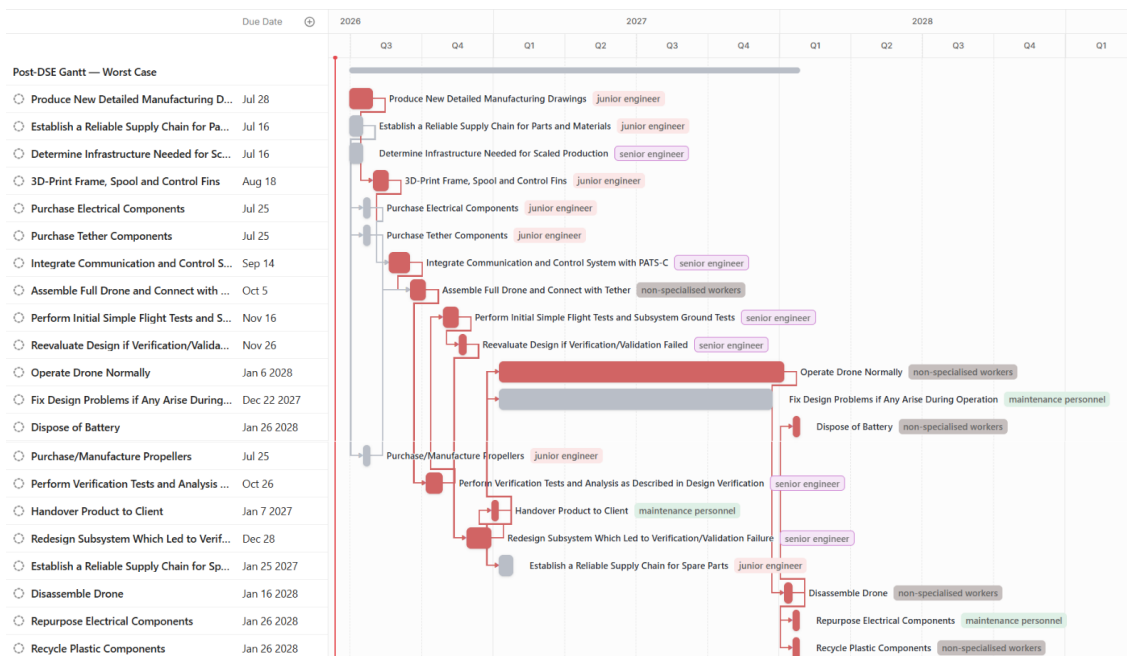 Due Date 2026 2027 2028
Q3 Q4 Q1 Q2 Q3 Q4 Q1 Q2 Q3 Q4 Q1
Post-DSE Gantt — Worst Case
Produce New Detailed Manufacturing D... Jul 28 Produce New Detailed Manufacturing Drawings junior engineer
Establish a Reliable Supply Chain for Pa... Jul 16 Establish a Reliable Supply Chain for Parts and Materials junior engineer
Determine Infrastructure Needed for Sc... Jul 16 Determine Infrastructure Needed for Scaled Production senior engineer
3D-Print Frame, Spool and Control Fins Aug 18 3D-Print Frame, Spool and Control Fins junior engineer
Purchase Electrical Components Jul 25 Purchase Electrical Components junior engineer
Purchase Tether Components Jul 25 Purchase Tether Components junior engineer
Integrate Communication and Control S... Sep 14 Integrate Communication and Control System with PATS-C senior engineer
Assemble Full Drone and Connect with ... Oct 5 Assemble Full Drone and Connect with Tether non-specialised workers
Perform Initial Simple Flight Tests and S... Nov 16 Perform Initial Simple Flight Tests and Subsystem Ground Tests senior engineer
Reevaluate Design if Verification/Valida... Nov 26 Reevaluate Design if Verification/Validation Failed senior engineer
Operate Drone Normally Jan 6 2028 Operate Drone Normally non-specialised workers
Fix Design Problems if Any Arise During... Dec 22 2027 Fix Design Problems if Any Arise During Operation maintenance personnel
Dispose of Battery Jan 26 2028 Dispose of Battery non-specialised workers
Purchase/Manufacture Propellers Jul 25 Purchase/Manufacture Propellers junior engineer
Perform Verification Tests and Analysis ... Oct 26 Perform Verification Tests and Analysis as Described in Design Verification senior engineer
Handover Product to Client Jan 7 2027 Handover Product to Client maintenance personnel
Redesign Subsystem Which Led to Verif... Dec 28 Redesign Subsystem Which Led to Verification/Validation Failure senior engineer
Establish a Reliable Supply Chain for Sp... Jan 25 2027 Establish a Reliable Supply Chain for Spare Parts junior engineer
Disassemble Drone Jan 16 2028 Disassemble Drone non-specialised workers
Repurpose Electrical Components Jan 26 2028 Repurpose Electrical Components maintenance personnel
Recycle Plastic Components Jan 26 2028 Recycle Plastic Components non-specialised workers